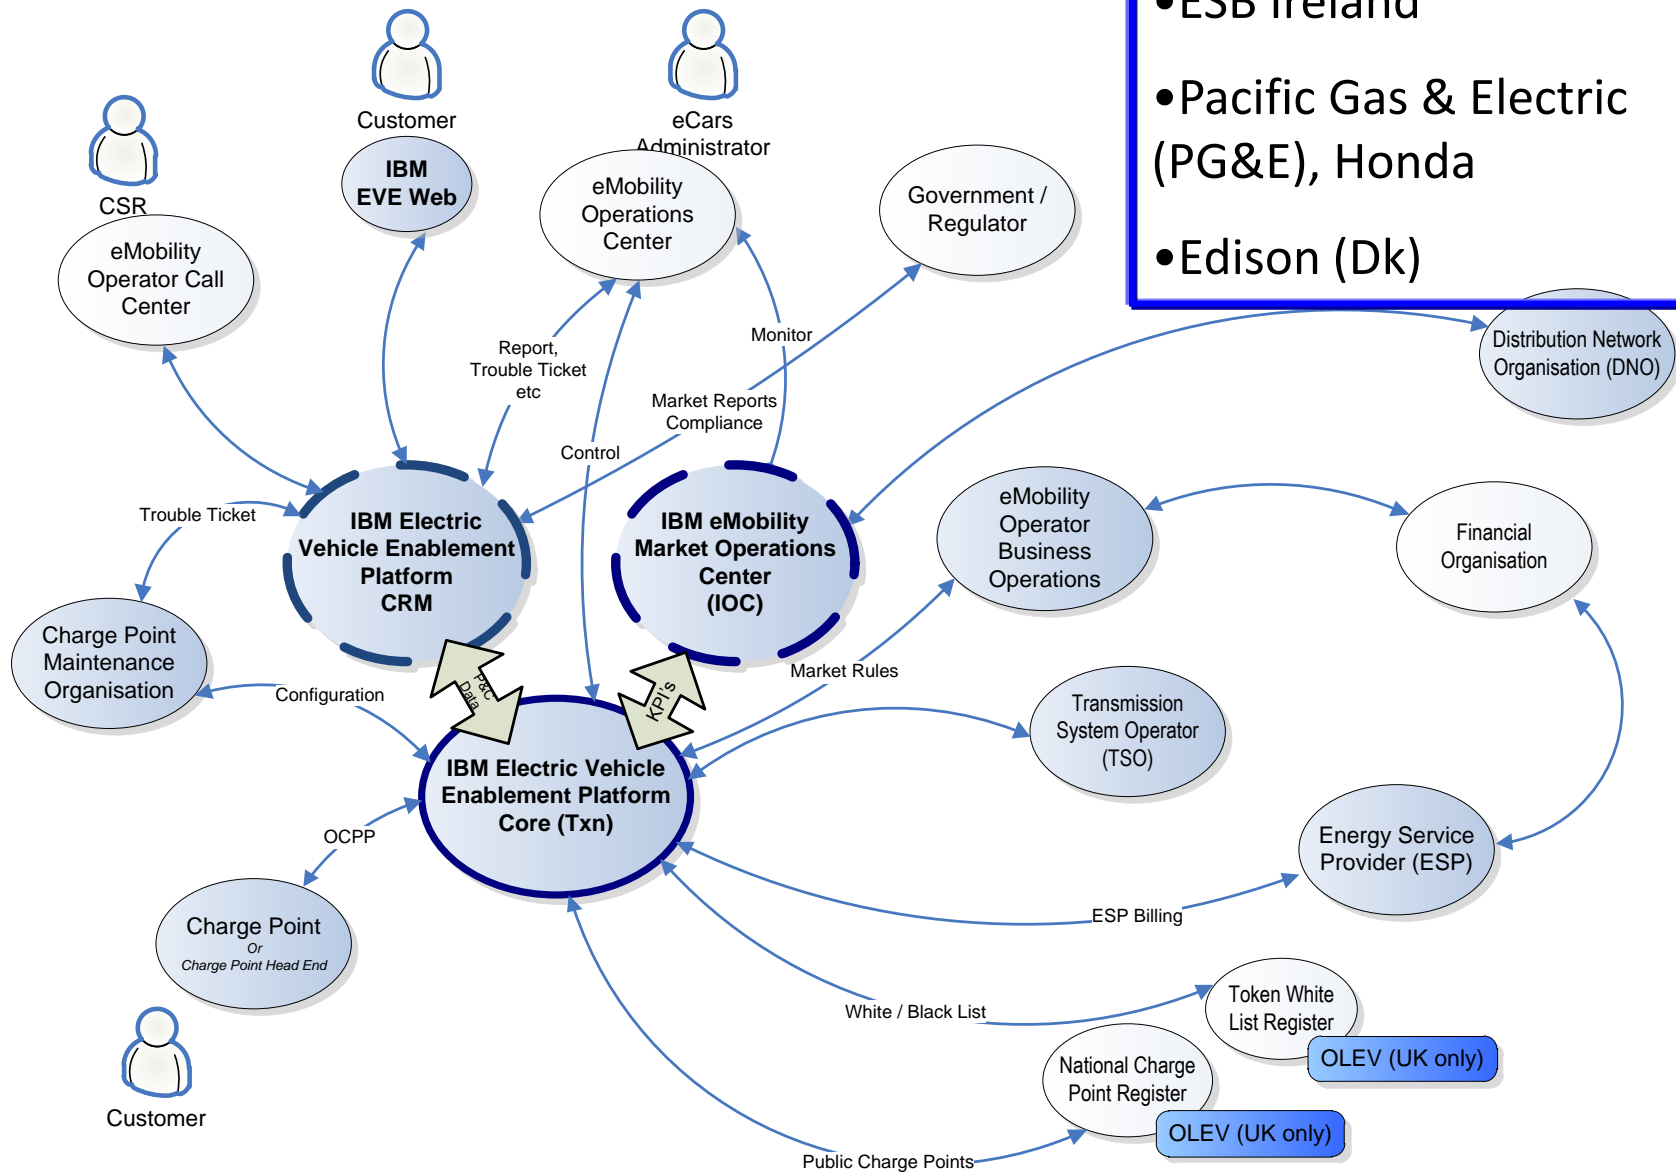 •ESB Ireland
•Pacific Gas & Electric
(PG&E), Honda
•Edison (Dk)
Customer
eCars
Administrator
CSR
IBM
EVE Web
eMobility
Operations
Center
Government /
Regulator
eMobility
Operator Call
Center
Distribution Network
Organisation (DNO)
Monitor
Report,
Trouble Ticket
etc
Market Reports
Compliance
Control
Trouble Ticket
IBM Electric
Vehicle Enablement
Platform
CRM
IBM eMobility
Market Operations
Center
(IOC)
eMobility
Operator
Business
Operations
Financial
Organisation
Charge Point
Maintenance
Organisation
Configuration
P&C
Data
KPI's
Market Rules
Transmission
System Operator
(TSO)
IBM Electric Vehicle
Enablement Platform
Core (Txn)
OCPP
Energy Service
Provider (ESP)
ESP Billing
Charge Point
Or
Charge Point Head End
White / Black List
Token White
List Register
OLEV (UK only)
National Charge
Point Register
OLEV (UK only)
Customer
Public Charge Points